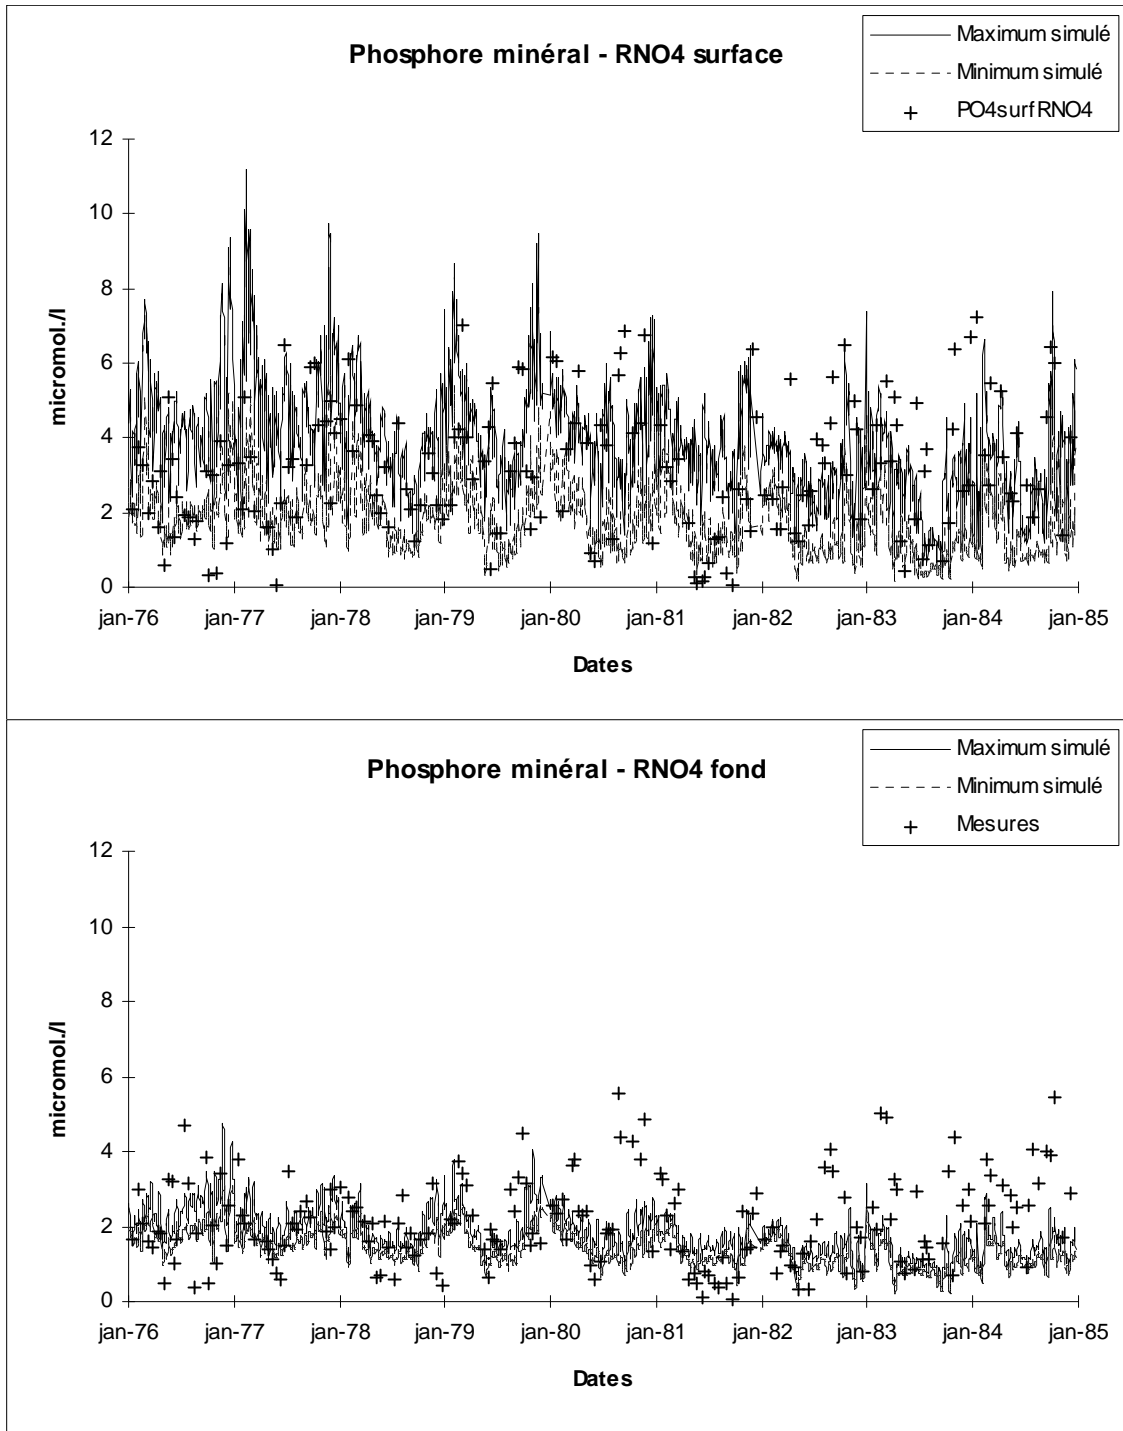 Phosphore minéral - RNO4 surface
Maximum simulé
Minimum simulé
PO4surfRNO4
micromol./l
12
10
8
6
4
2
0
jan-76 jan-77 jan-78 jan-79 jan-80 jan-81 jan-82 jan-83 jan-84 jan-85
Dates
Phosphore minéral - RNO4 fond
Maximum simulé
Minimum simulé
Mesures
micromol./l
12
10
8
6
4
2
0
jan-76 jan-77 jan-78 jan-79 jan-80 jan-81 jan-82 jan-83 jan-84 jan-85
Dates